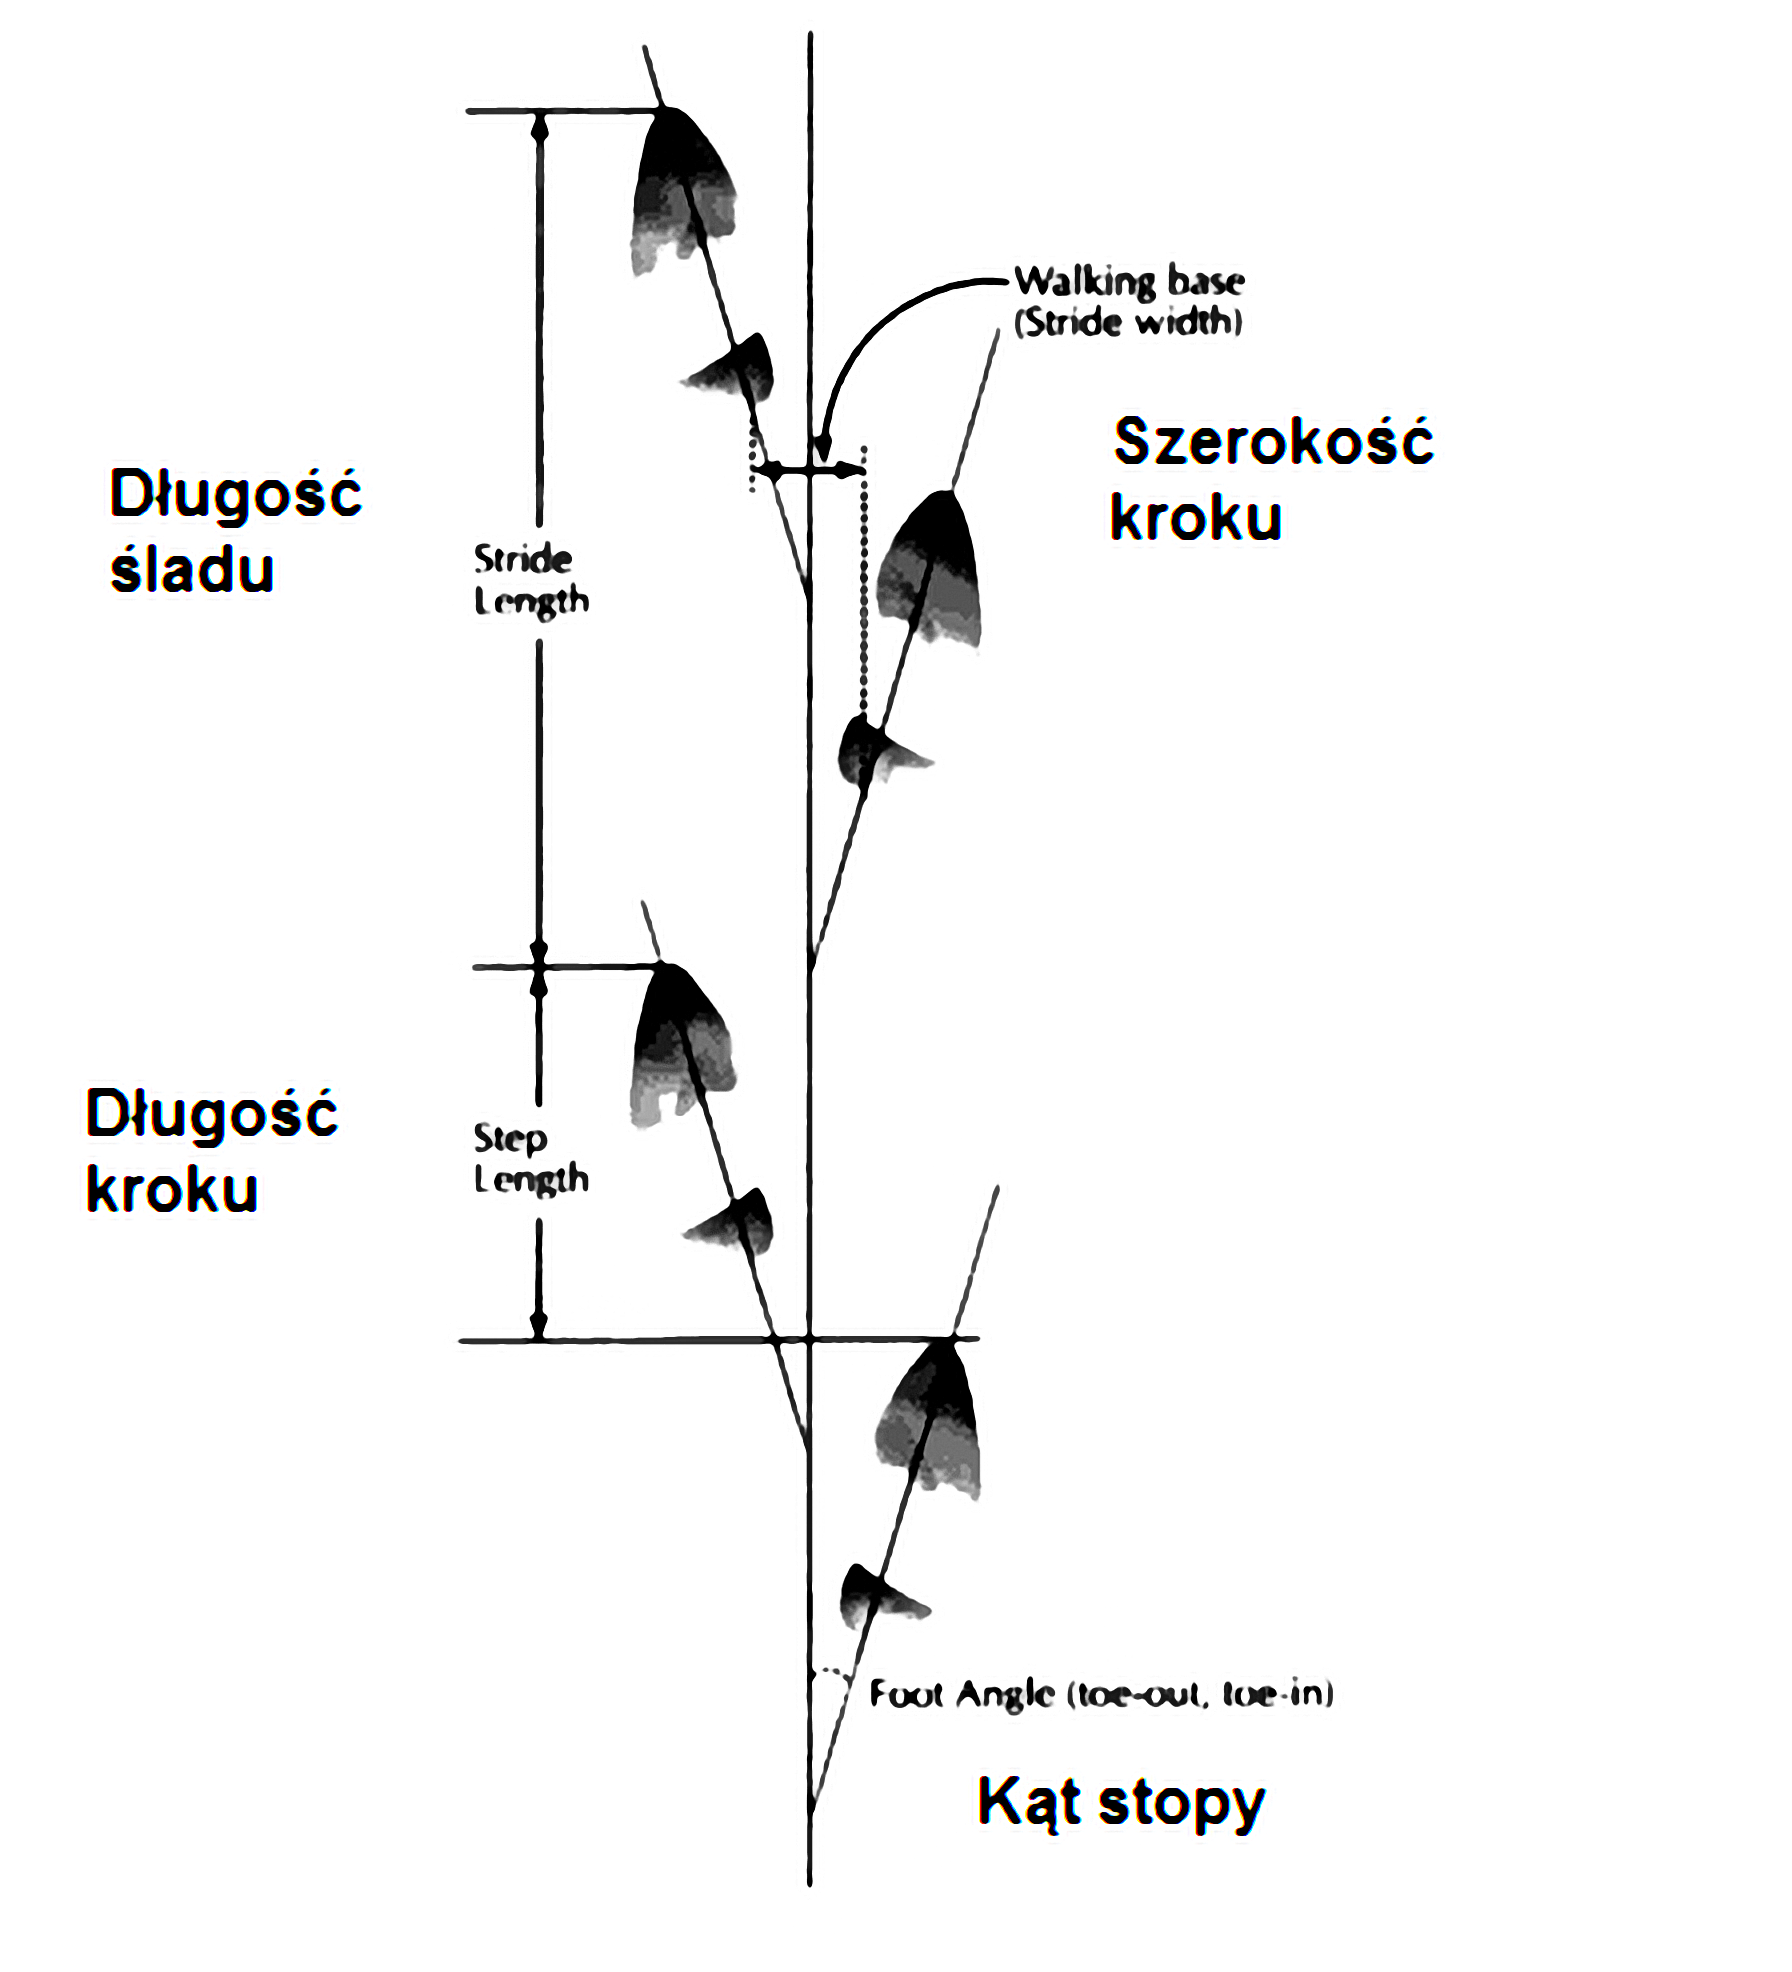 Walking base
(Stride width)
Szerokość
kroku
Długość
śladu
Stride
Length
Długość
kroku
Step
Length
Foot Angle (toe-out, toe-in)
Kąt stopy